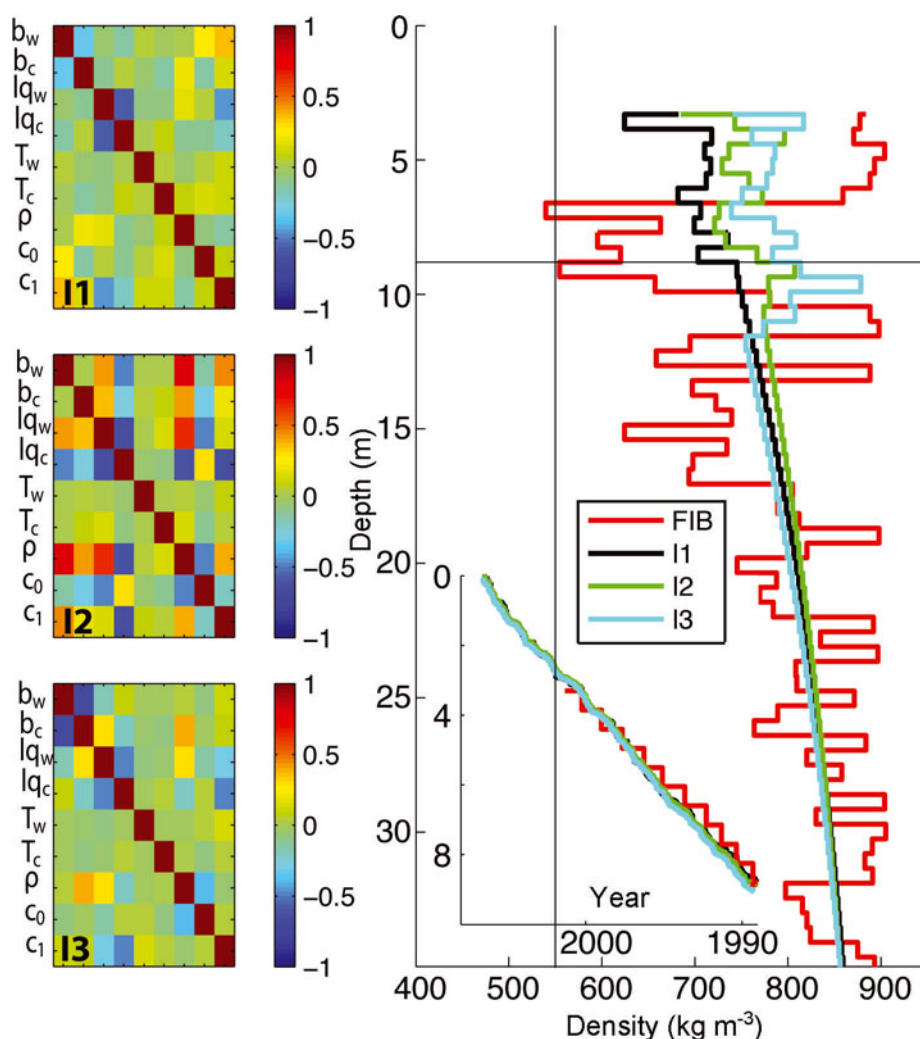 b_w
b_c
lq_w
lq_c
T_w
T_c
ρ
c_0
c_1
I1
1
0.5
0
−0.5
−1
b_w
b_c
lq_w
lq_c
T_w
T_c
ρ
c_0
c_1
I2
1
0.5
0
−0.5
−1
b_w
b_c
lq_w
lq_c
T_w
T_c
ρ
c_0
c_1
I3
1
0.5
0
−0.5
−1
Depth (m)
0
5
10
15
20
25
30
FIB
I1
I2
I3
0
4
8
Year
2000 1990
400 500 600 700 800 900
Density (kg m⁻³)